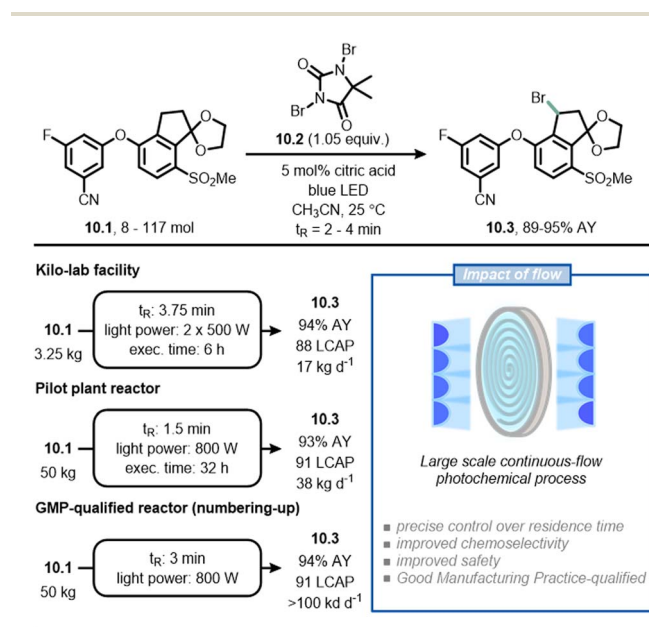 Br
O
N
N
Br
O
10.2 (1.05 equiv.)
5 mol% citric acid
blue LED
CH₃CN, 25 °C
tR = 2 - 4 min
F
O
O
O
SO₂Me
CN
10.1, 8 - 117 mol
Br
F
O
O
O
SO₂Me
CN
10.3, 89-95% AY
Kilo-lab facility
10.1
3.25 kg
tR: 3.75 min
light power: 2 x 500 W
exec. time: 6 h
10.3
94% AY
88 LCAP
17 kg d⁻¹
Pilot plant reactor
10.1
50 kg
tR: 1.5 min
light power: 800 W
exec. time: 32 h
10.3
93% AY
91 LCAP
38 kg d⁻¹
GMP-qualified reactor (numbering-up)
10.1
50 kg
tR: 3 min
light power: 800 W
10.3
94% AY
91 LCAP
>100 kd d⁻¹
Impact of flow
Large scale continuous-flow
photochemical process
precise control over residence time
improved chemoselectivity
improved safety
Good Manufacturing Practice-qualified